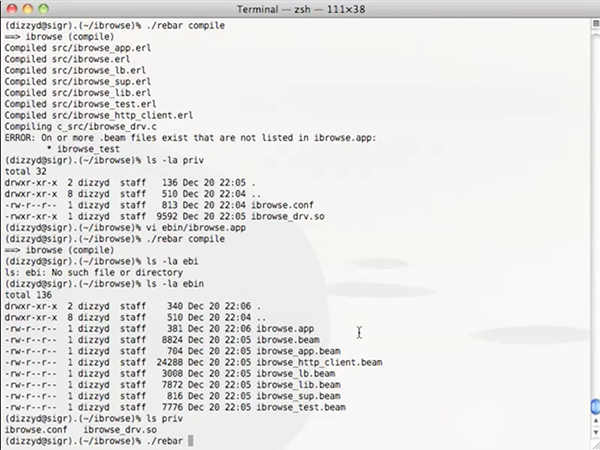 Terminal — zsh — 111×38
(dizzyd@sigr).(~/ibrowse)% ./rebar compile
==> ibrowse (compile)
Compiled src/ibrowse_app.erl
Compiled src/ibrowse.erl
Compiled src/ibrowse_lb.erl
Compiled src/ibrowse_sup.erl
Compiled src/ibrowse_lib.erl
Compiled src/ibrowse_test.erl
Compiled src/ibrowse_http_client.erl
Compiling c_src/ibrowse_drv.c
ERROR: On or more .beam files exist that are not listed in ibrowse.app:
* ibrowse_test
(dizzyd@sigr).(~/ibrowse)% ls -la priv
total 32
drwxr-xr-x 2 dizzyd staff 136 Dec 20 22:05 .
drwxr-xr-x 8 dizzyd staff 510 Dec 20 22:04 ..
-rw-r--r-- 1 dizzyd staff 813 Dec 20 22:04 ibrowse.conf
-rwxr-xr-x 1 dizzyd staff 9592 Dec 20 22:05 ibrowse_drv.so
(dizzyd@sigr).(~/ibrowse)% vi ebin/ibrowse.app
(dizzyd@sigr).(~/ibrowse)% ./rebar compile
==> ibrowse (compile)
(dizzyd@sigr).(~/ibrowse)% ls -la ebi
ls: ebi: No such file or directory
(dizzyd@sigr).(~/ibrowse)% ls -la ebin
total 136
drwxr-xr-x 2 dizzyd staff 340 Dec 20 22:06 .
drwxr-xr-x 8 dizzyd staff 510 Dec 20 22:04 ..
-rw-r--r-- 1 dizzyd staff 381 Dec 20 22:06 ibrowse.app
-rw-r--r-- 1 dizzyd staff 8824 Dec 20 22:05 ibrowse.beam
-rw-r--r-- 1 dizzyd staff 704 Dec 20 22:05 ibrowse_app.beam
-rw-r--r-- 1 dizzyd staff 24288 Dec 20 22:05 ibrowse_http_client.beam
-rw-r--r-- 1 dizzyd staff 3008 Dec 20 22:05 ibrowse_lb.beam
-rw-r--r-- 1 dizzyd staff 7872 Dec 20 22:05 ibrowse_lib.beam
-rw-r--r-- 1 dizzyd staff 816 Dec 20 22:05 ibrowse_sup.beam
-rw-r--r-- 1 dizzyd staff 7776 Dec 20 22:05 ibrowse_test.beam
(dizzyd@sigr).(~/ibrowse)% ls priv
ibrowse.conf ibrowse_drv.so
(dizzyd@sigr).(~/ibrowse)% ./rebar